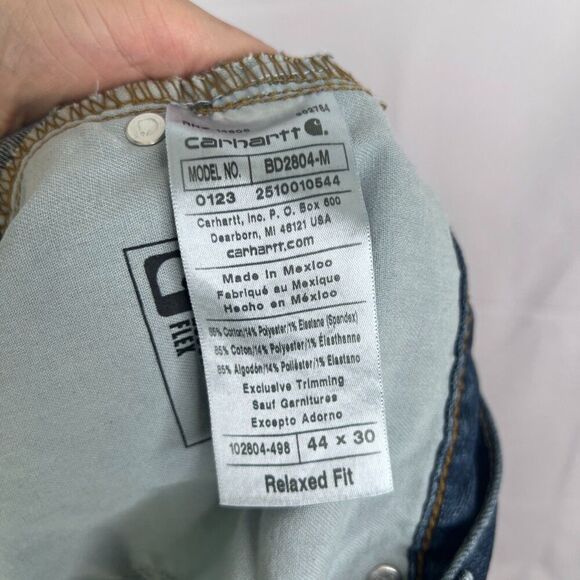 carhartt
MODEL NO. BD2804-M
0123 2510010544
Carhartt, Inc. P. O. Box 600
Dearborn, MI 48121 USA
carhartt.com
Made in Mexico
Fabriqué au Mexique
Hecho en México
85% Cotton/14% Polyester/1% Elastane (Spandex)
85% Coton/14% Polyester/1% Élasthanne
85% Algodón/14% Poliéster/1% Elastano
Exclusive Trimming
Sauf Garnitures
Excepto Adorno
102804-498 44 x 30
Relaxed Fit
FLEX